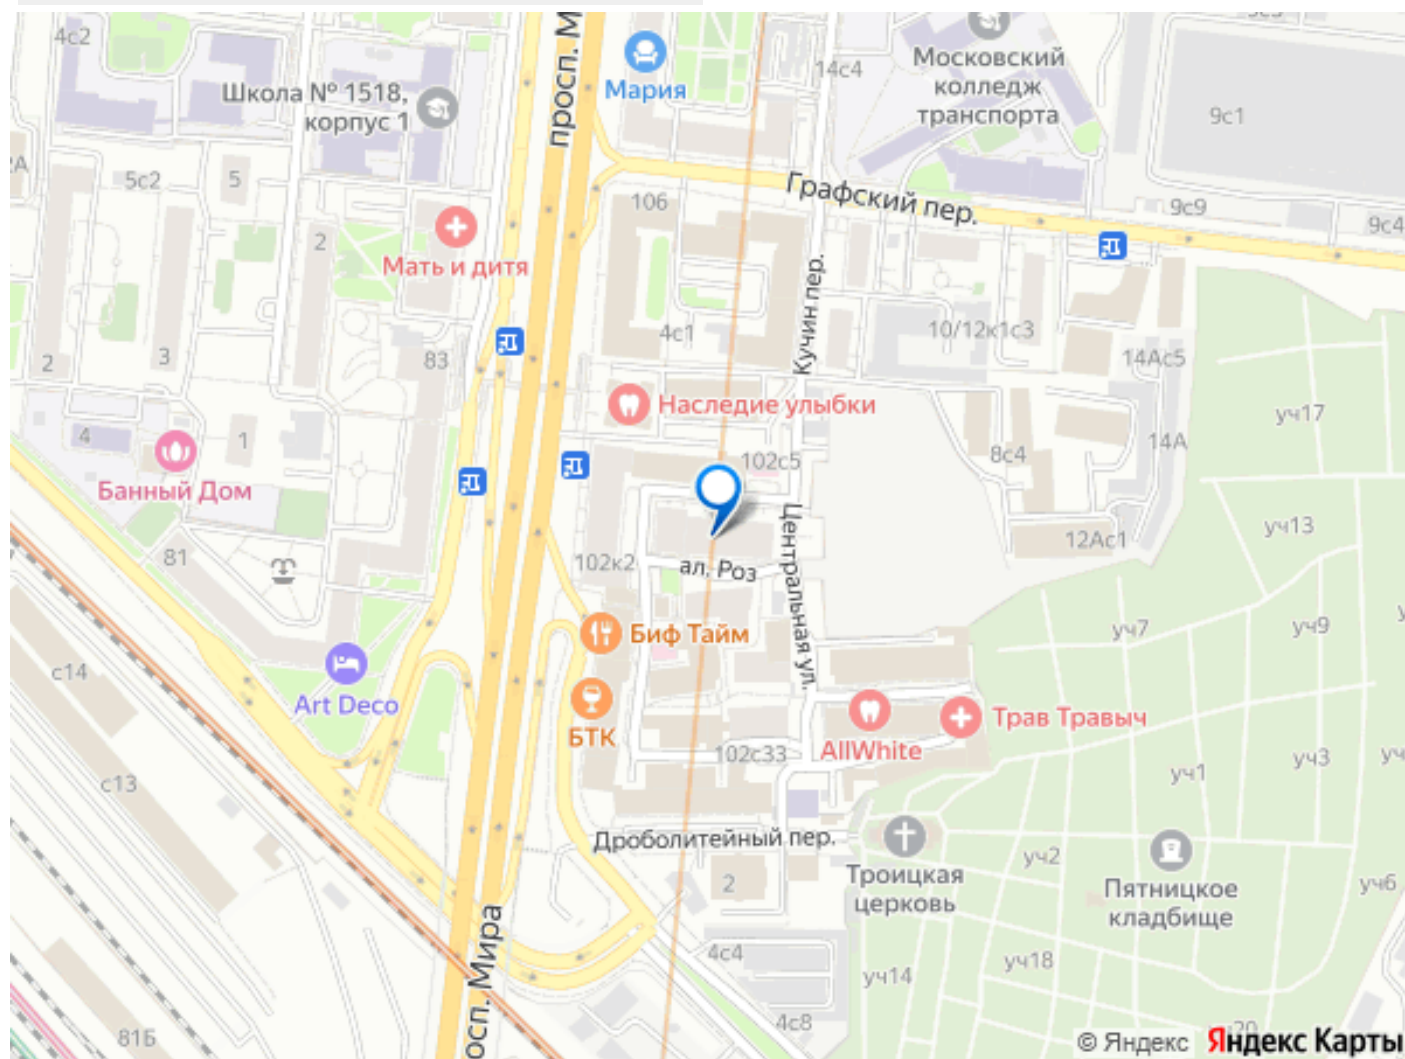 4с2
просп. М
Мария
14с4
Московский
колледж
транспорта
9с1
Школа № 1518,
корпус 1
5с2
5
106
Графский пер.
9с9
9с4
2
Мать и дитя
Кучин пер.
4с1
10/12к1с3
2
3
83
14Ас5
Наследие улыбки
уч17
4
1
102с5
8с4
14А
Банный Дом
Центральная ул.
уч13
12Ас1
81
102к2
ал. Роз
Биф Тайм
уч7
уч9
с14
Art Deco
БТК
AllWhite
Трав Травыч
102с33
уч1
уч3
уч
с13
Дроболитейный пер.
Троицкая
церковь
уч2
Пятницкое
кладбище
уч6
2
просп. Мира
4с4
уч14
уч18
4с8
81Б
© Яндекс Яндекс Карты